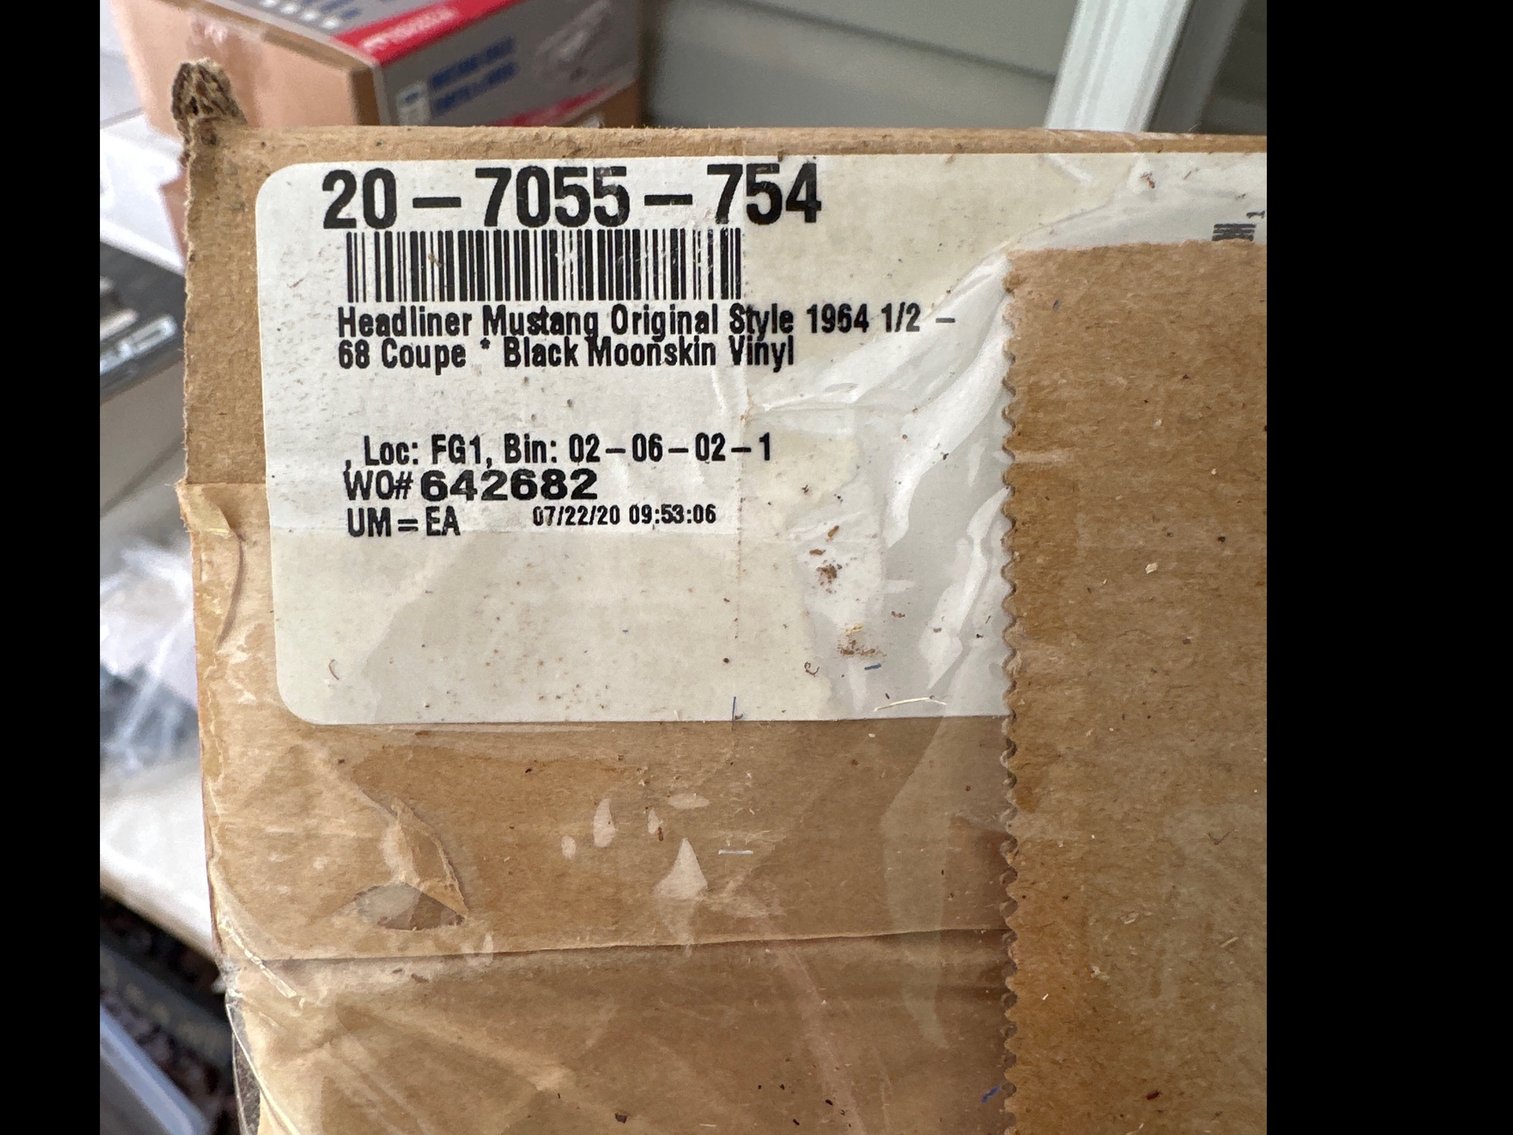 20-7055-754
Headliner Mustang Original Style 1964 1/2 -
68 Coupe * Black Moonskin Vinyl
, Loc: FG1, Bin: 02-06-02-1
WO# 642682
UM=EA 07/22/20 09:53:06
1